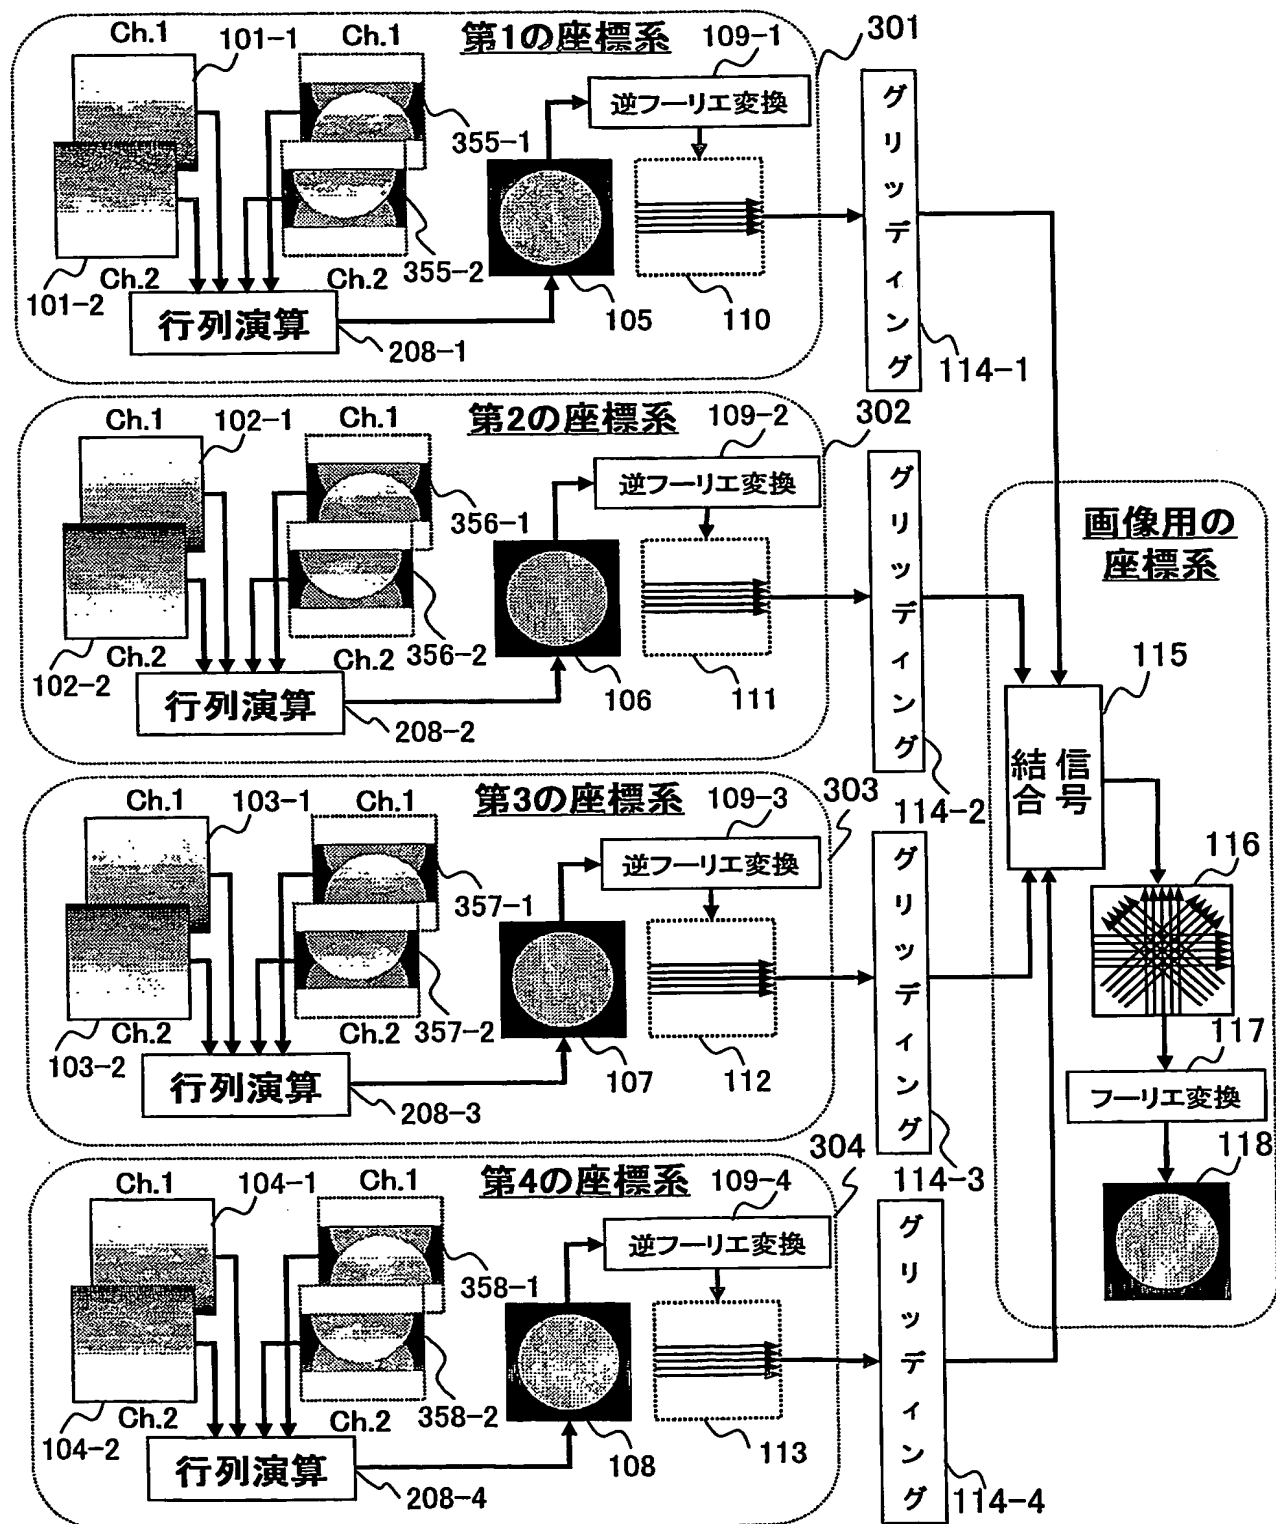 Ch.1
101-1
Ch.1
第1の座標系
109-1
301
逆フーリエ変換
355-1
グリッディング
101-2
Ch.2
Ch.2
355-2
105
110
行列演算
208-1
114-1
Ch.1
102-1
Ch.1
第2の座標系
109-2
302
逆フーリエ変換
356-1
グリッディング
102-2
Ch.2
Ch.2
356-2
106
111
行列演算
208-2
114-2
Ch.1
103-1
Ch.1
第3の座標系
109-3
303
逆フーリエ変換
357-1
グリッディング
103-2
Ch.2
Ch.2
357-2
107
112
行列演算
208-3
114-3
Ch.1
104-1
Ch.1
第4の座標系
109-4
304
逆フーリエ変換
358-1
グリッディング
104-2
Ch.2
Ch.2
358-2
108
113
行列演算
208-4
114-4
画像用の
座標系
115
信号
結合
116
117
フーリエ変換
118